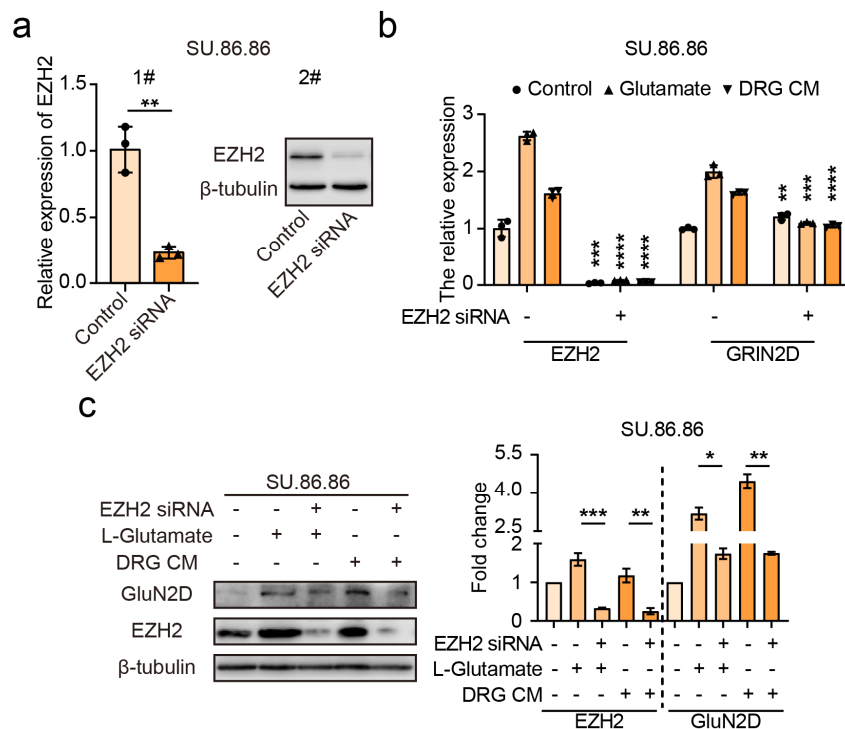 a
SU.86.86
Relative expression of EZH2
1.5
1.0
0.5
0.0
1#
**
Control
EZH2 siRNA
2#
EZH2
β-tubulin
Control
EZH2 siRNA
b
SU.86.86
Control Glutamate DRG CM
The relative expression
3
2
1
0
*** **** ****
** *** ****
EZH2 siRNA - + - +
EZH2 GRIN2D
c
SU.86.86
EZH2 siRNA - - + - +
L-Glutamate - + + - -
DRG CM - - - + +
GluN2D
EZH2
β-tubulin
SU.86.86
Fold change
5.5
4.0
2.5
2
1
0
*** ** * **
EZH2 siRNA - - + - + - - + - +
L-Glutamate - + + - - - + + - -
DRG CM - - - + + - - - + +
EZH2 GluN2D